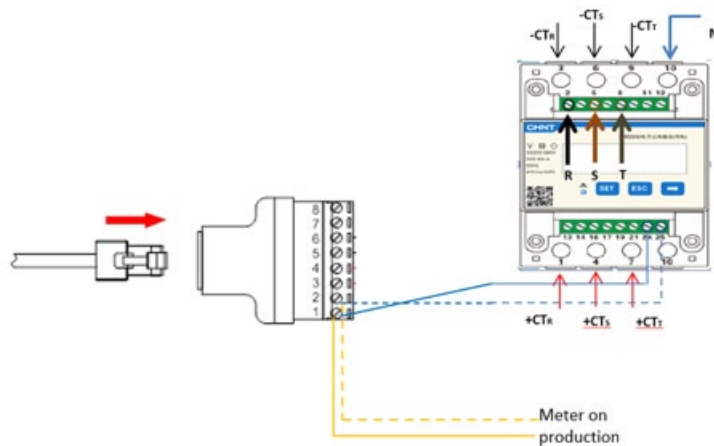 -CTR
-CTS
-CTT
M
3
6
9
10
2
5
8
11 12
CHNT
R
S
T
SET
ESC
13 14 16 17 19 21 24 25
1
4
7
10
+CTR
+CTS
+CTT
8
7
6
5
4
3
2
1
Meter on
production